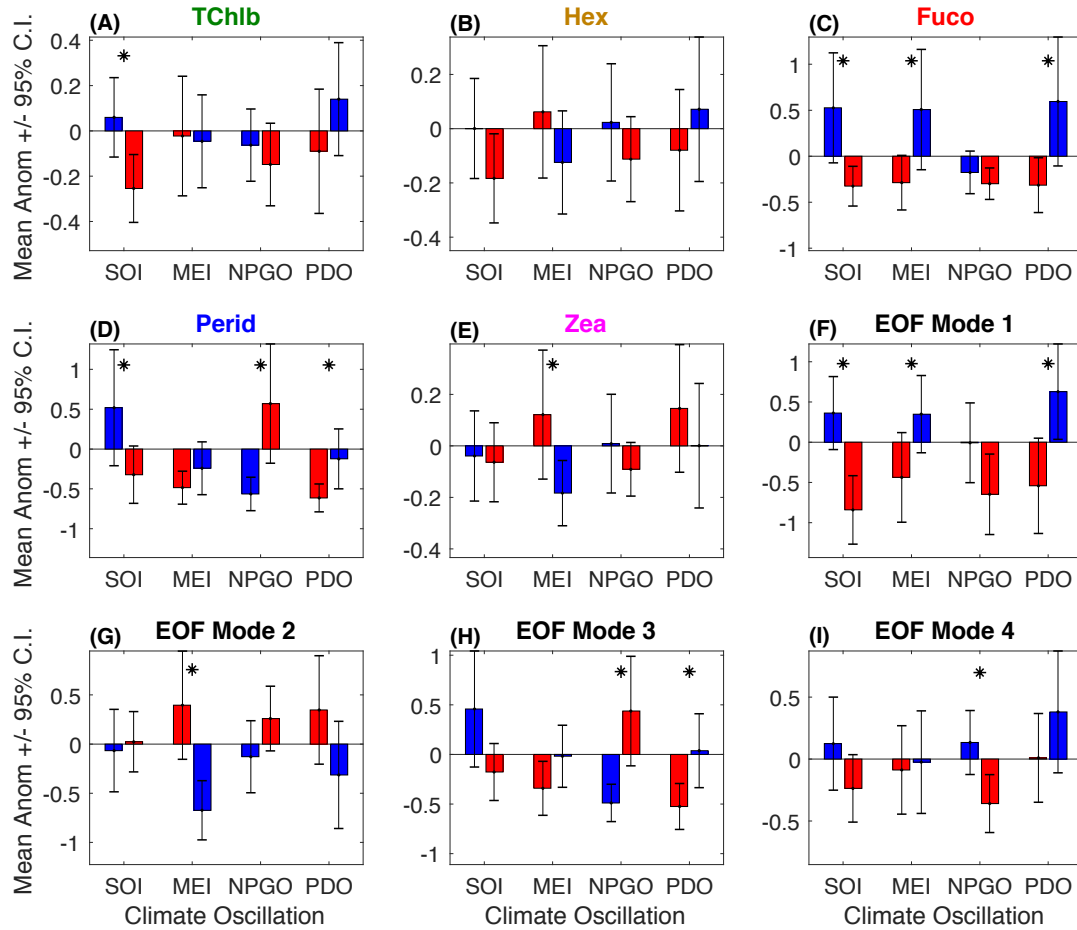 (A) TChlb
(B) Hex
(C) Fuco
Mean Anom +/- 95% C.I.
0.4
0.2
0
-0.2
-0.4
SOI MEI NPGO PDO
0.2
0
-0.2
-0.4
SOI MEI NPGO PDO
1
0.5
0
-0.5
-1
SOI MEI NPGO PDO
(D) Perid
(E) Zea
(F) EOF Mode 1
Mean Anom +/- 95% C.I.
1
0.5
0
-0.5
-1
SOI MEI NPGO PDO
0.2
0
-0.2
-0.4
SOI MEI NPGO PDO
1
0.5
0
-0.5
-1
SOI MEI NPGO PDO
(G) EOF Mode 2
(H) EOF Mode 3
(I) EOF Mode 4
Mean Anom +/- 95% C.I.
0.5
0
-0.5
-1
SOI MEI NPGO PDO
Climate Oscillation
1
0.5
0
-0.5
-1
SOI MEI NPGO PDO
Climate Oscillation
0.5
0
-0.5
SOI MEI NPGO PDO
Climate Oscillation